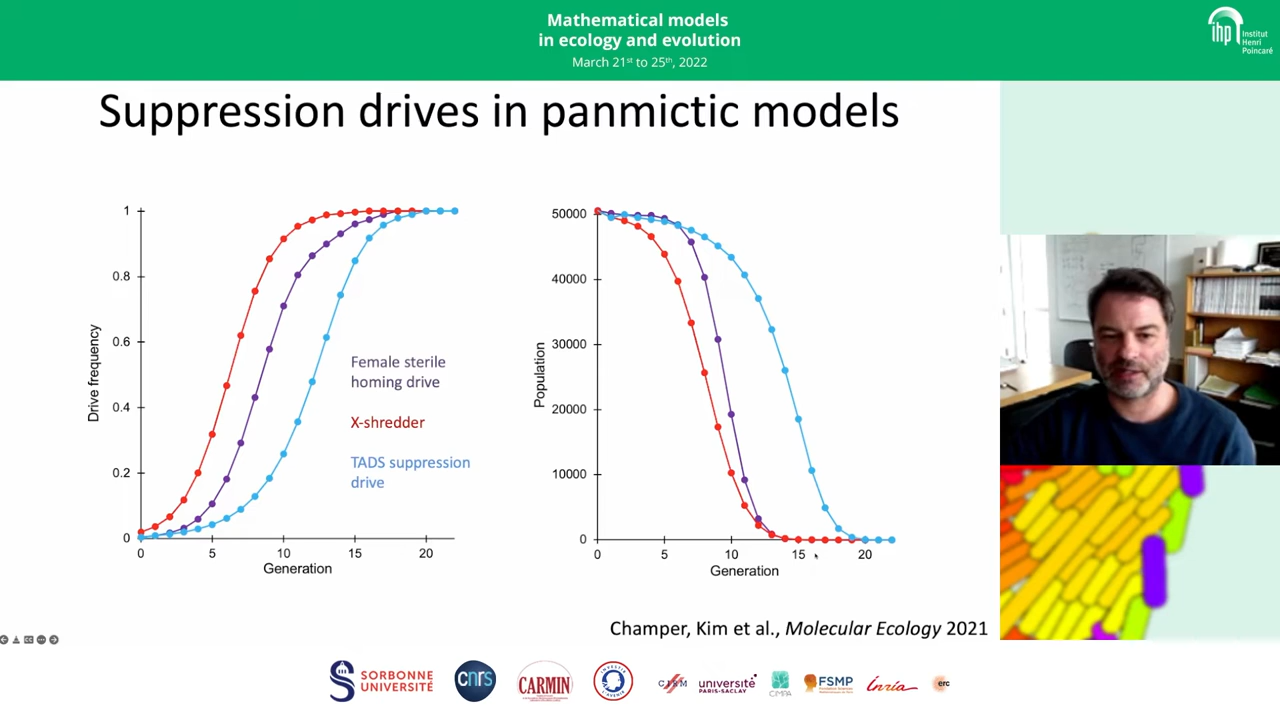 Mathematical models
in ecology and evolution
March 21st to 25th, 2022
ihp
Institut
Henri
Poincaré
Suppression drives in panmictic models
Drive frequency
1
0.8
0.6
0.4
0.2
0
0 5 10 15 20
Generation
Female sterile
homing drive
X-shredder
TADS suppression
drive
Population
50000
40000
30000
20000
10000
0
0 5 10 15 20
Generation
Champer, Kim et al., Molecular Ecology 2021
SORBONNE
UNIVERSITÉ
cnrs
CARMIN
université
PARIS-SACLAY
CIMPA
FSMP
Inria
erc